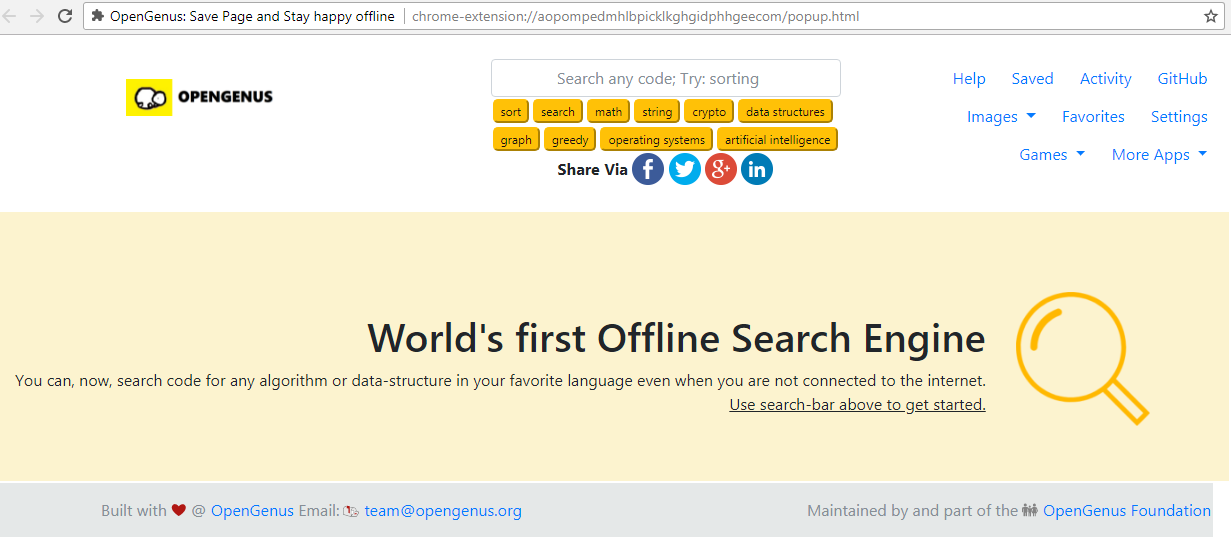 OpenGenus: Save Page and Stay happy offline chrome-extension://aopompedmhlbpicklkghgidphhgeecom/popup.html
OPENGENUS
Search any code; Try: sorting
sort search math string crypto data structures
graph greedy operating systems artificial intelligence
Share Via
Help Saved Activity GitHub
Images Favorites Settings
Games More Apps
World's first Offline Search Engine
You can, now, search code for any algorithm or data-structure in your favorite language even when you are not connected to the internet.
Use search-bar above to get started.
Built with @ OpenGenus Email: team@opengenus.org
Maintained by and part of the OpenGenus Foundation